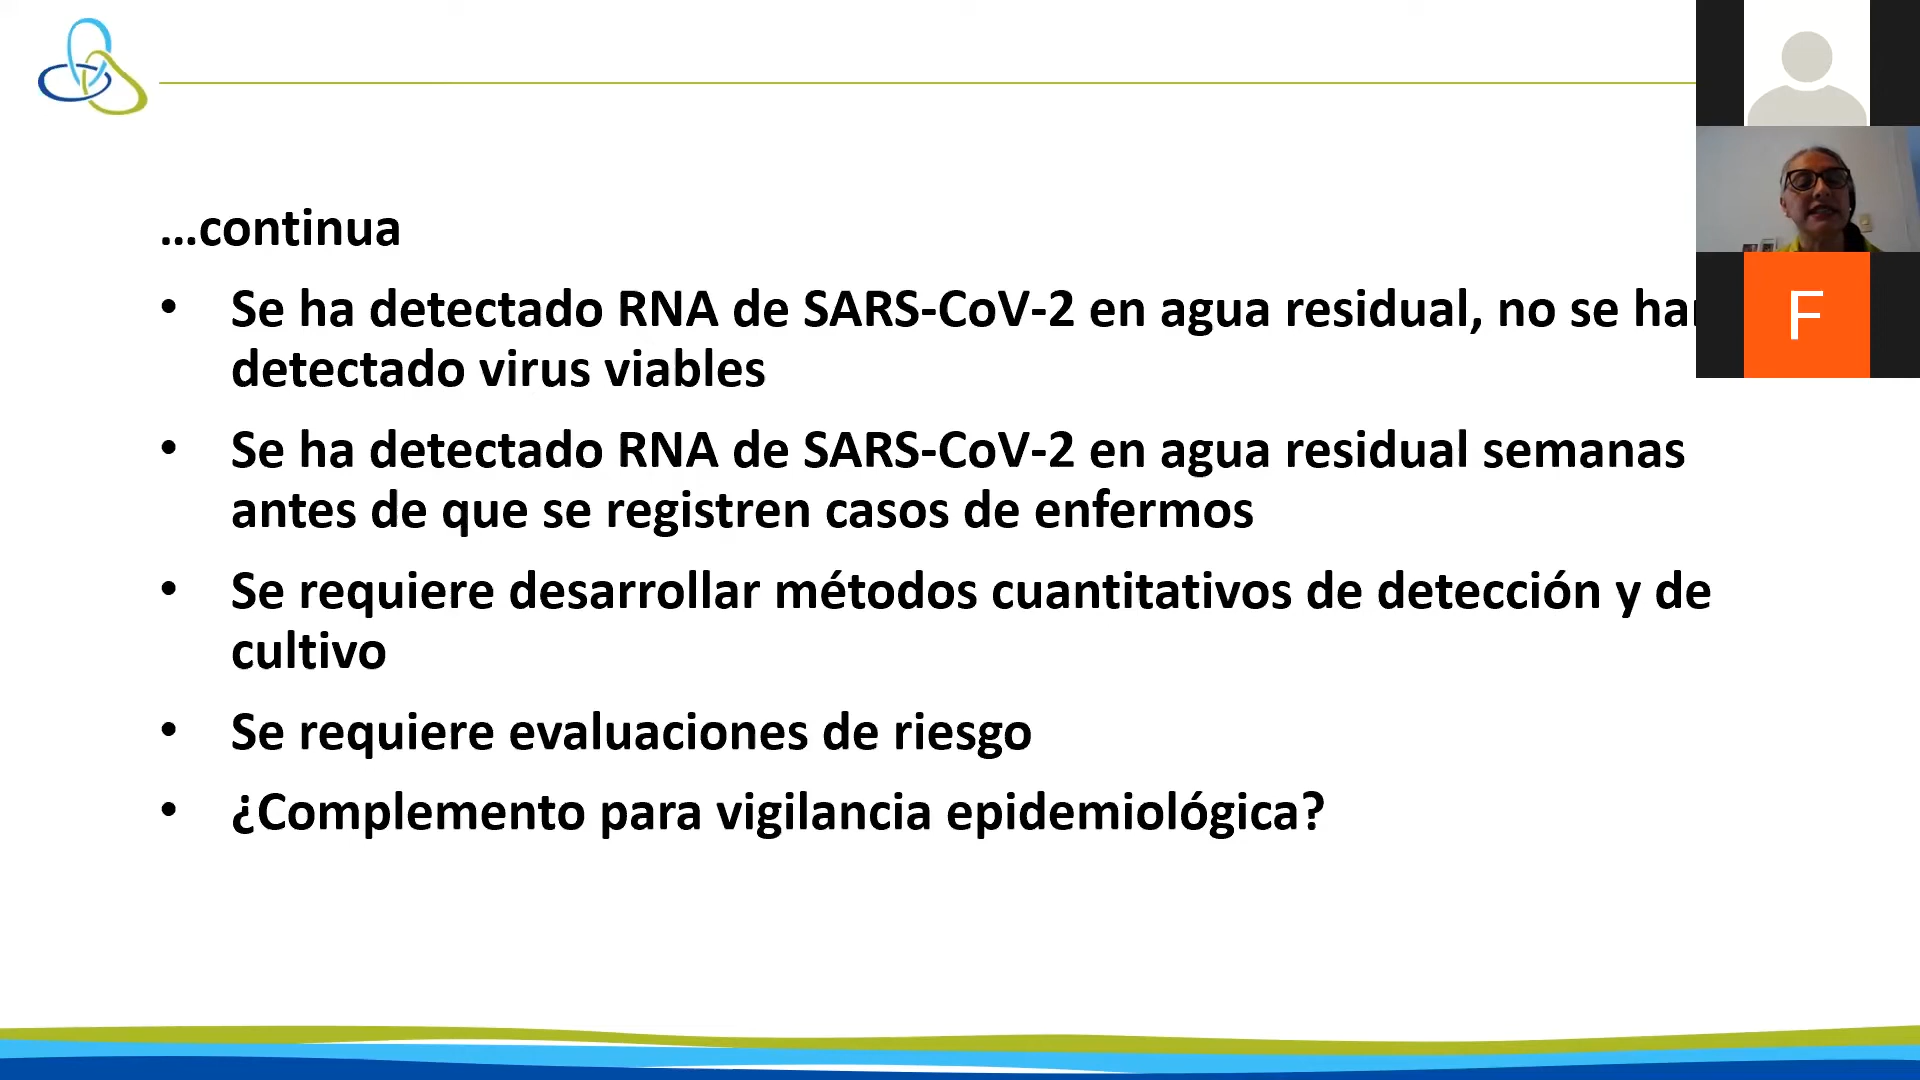 ...continua
• Se ha detectado RNA de SARS-CoV-2 en agua residual, no se han
detectado virus viables
• Se ha detectado RNA de SARS-CoV-2 en agua residual semanas
antes de que se registren casos de enfermos
• Se requiere desarrollar métodos cuantitativos de detección y de
cultivo
• Se requiere evaluaciones de riesgo
• ¿Complemento para vigilancia epidemiológica?
F